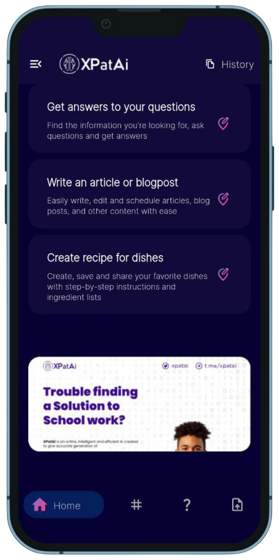 XPatAi
History
Get answers to your questions
Find the information you're looking for, ask
questions and get answers
Write an article or blogpost
Easily write, edit and schedule articles, blog
posts, and other content with ease
Create recipe for dishes
Create, save and share your favorite dishes
with step-by-step instructions and
ingredient lists
XPatAi
xpatai
t.me/xpatai
Trouble finding
a Solution to
School work?
XPatAi is an online, intelligent and efficient ai created
to give accurate generation of
Home
#
?